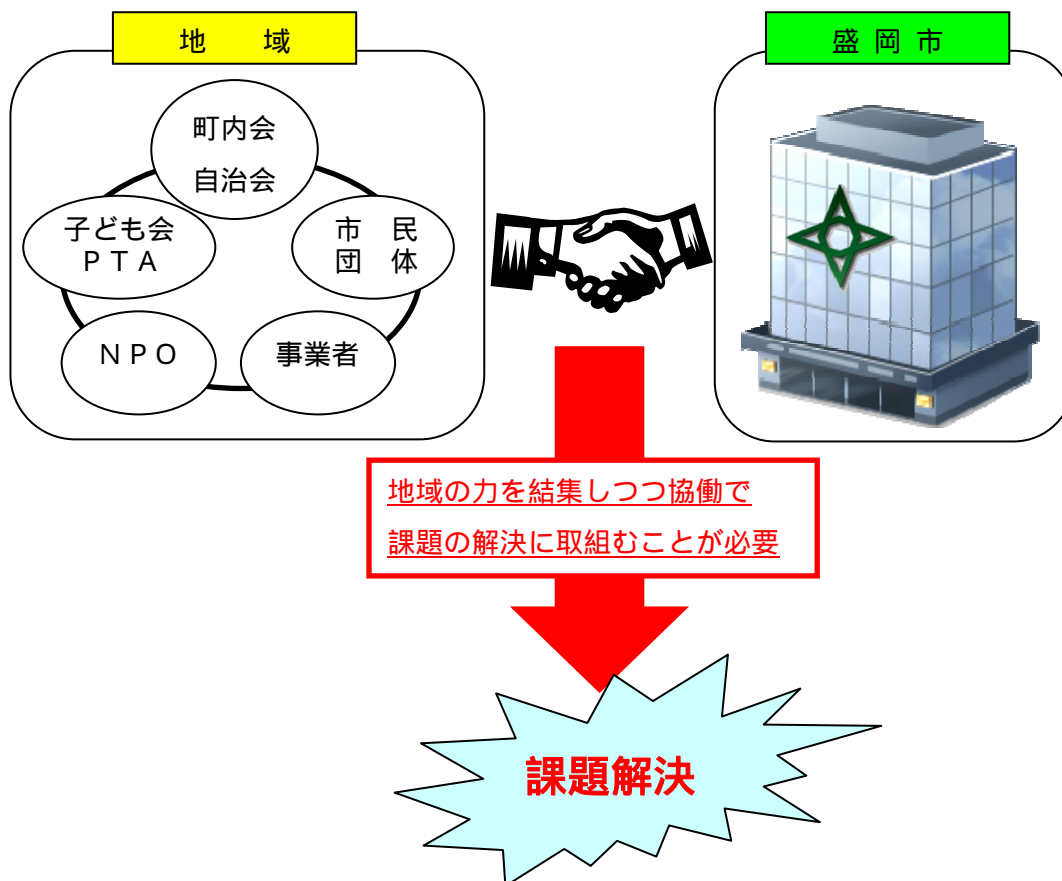 地　域
盛岡市
町内会
自治会
子ども会
ＰＴＡ
市　民
団　体
ＮＰＯ
事業者
地域の力を結集しつつ協働で
課題の解決に取組むことが必要
課題解決